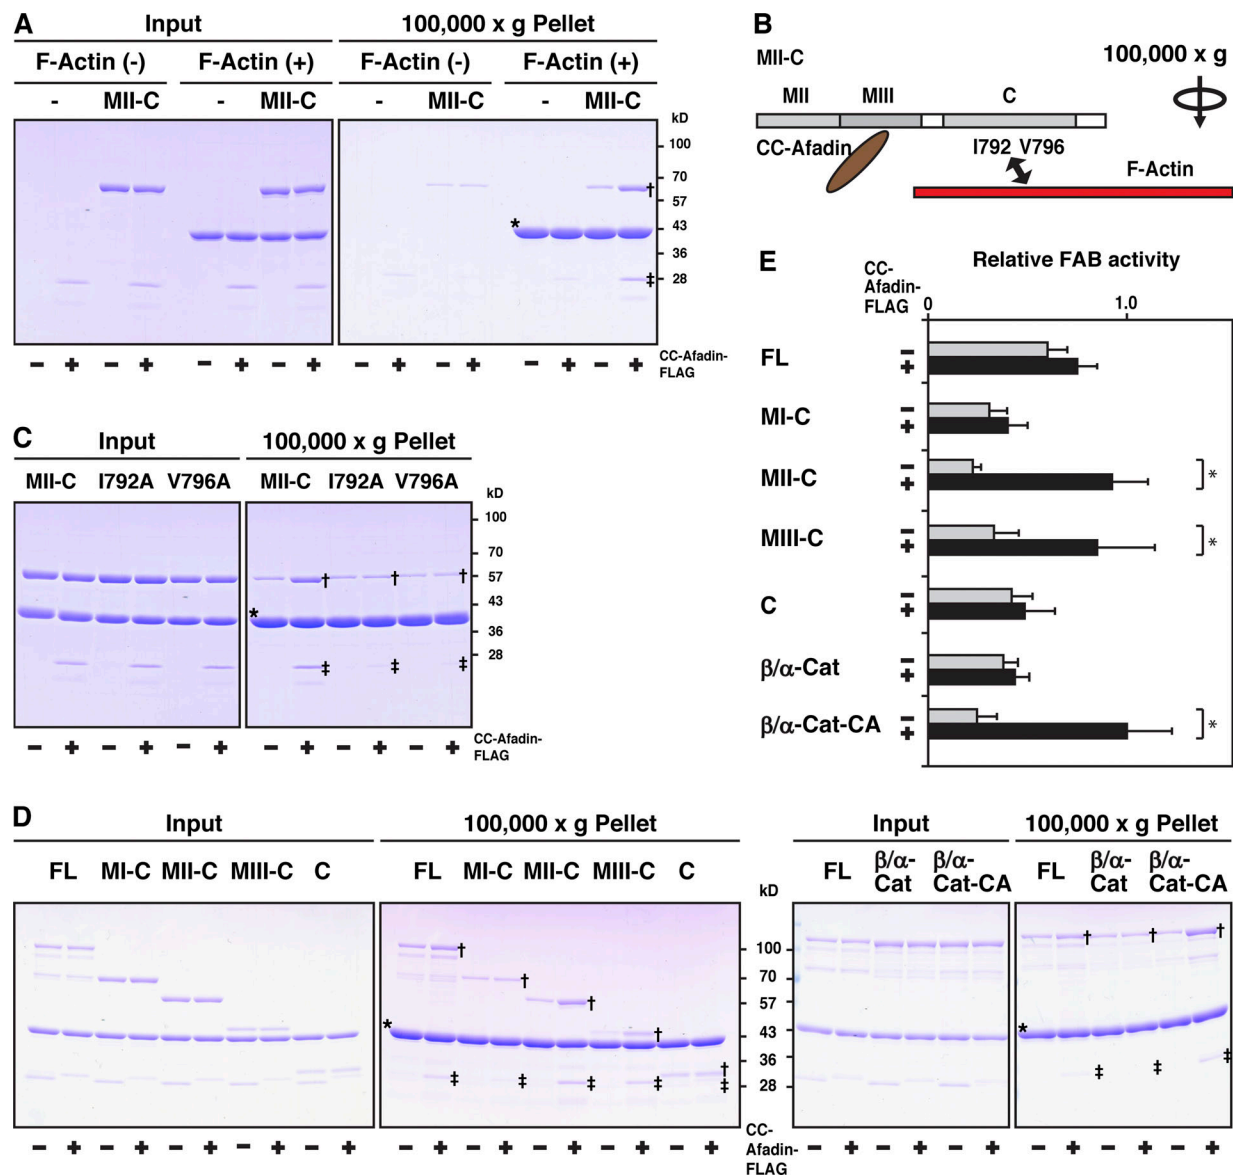 A
Input
100,000 x g Pellet
F-Actin (-)
F-Actin (+)
F-Actin (-)
F-Actin (+)
- MII-C - MII-C - MII-C - MII-C
kD
100
70
57
43
36
28
*
†
‡
− + − + − + − + − + − + − + − +
CC-Afadin-
FLAG
B
MII-C
100,000 x g
MII MIII C
CC-Afadin
I792 V796
F-Actin
C
Input
100,000 x g Pellet
MII-C I792A V796A MII-C I792A V796A
kD
100
70
57
43
36
28
*
† † †
‡ ‡ ‡
− + − + − + − + − + − +
CC-Afadin-
FLAG
E
CC-
Afadin-
FLAG
Relative FAB activity
0 1.0
FL − +
MI-C − +
MII-C − + *
MIII-C − + *
C − +
β/α-Cat − +
β/α-Cat-CA − + *
D
Input
100,000 x g Pellet
FL MI-C MII-C MIII-C C
FL MI-C MII-C MIII-C C
kD
100
70
57
43
36
28
*
† † † † †
‡ ‡ ‡ ‡ ‡
− + − + − + − + − +
− + − + − + − + − +
CC-
Afadin-
FLAG
Input
100,000 x g Pellet
FL β/α-Cat β/α-Cat-CA
FL β/α-Cat β/α-Cat-CA
*
† † †
‡ ‡ ‡
− + − + − +
− + − + − +